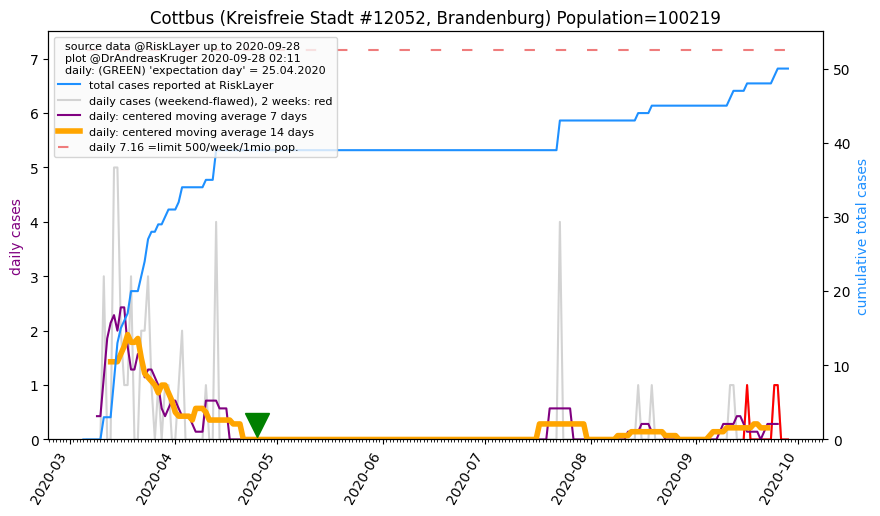 Cottbus (Kreisfreie Stadt #12052, Brandenburg) Population=100219
source data @RiskLayer up to 2020-09-28
plot @DrAndreasKruger 2020-09-28 02:11
daily: (GREEN) 'expectation day' = 25.04.2020
total cases reported at RiskLayer
daily cases (weekend-flawed), 2 weeks: red
daily: centered moving average 7 days
daily: centered moving average 14 days
daily 7.16 =limit 500/week/1mio pop.
daily cases
7
6
5
4
3
2
1
0
cumulative total cases
50
40
30
20
10
0
2020-03
2020-04
2020-05
2020-06
2020-07
2020-08
2020-09
2020-10